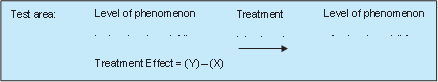 Test area: Level of phenomenon Treatment Level of phenomenon
Treatment Effect = (Y) – (X)